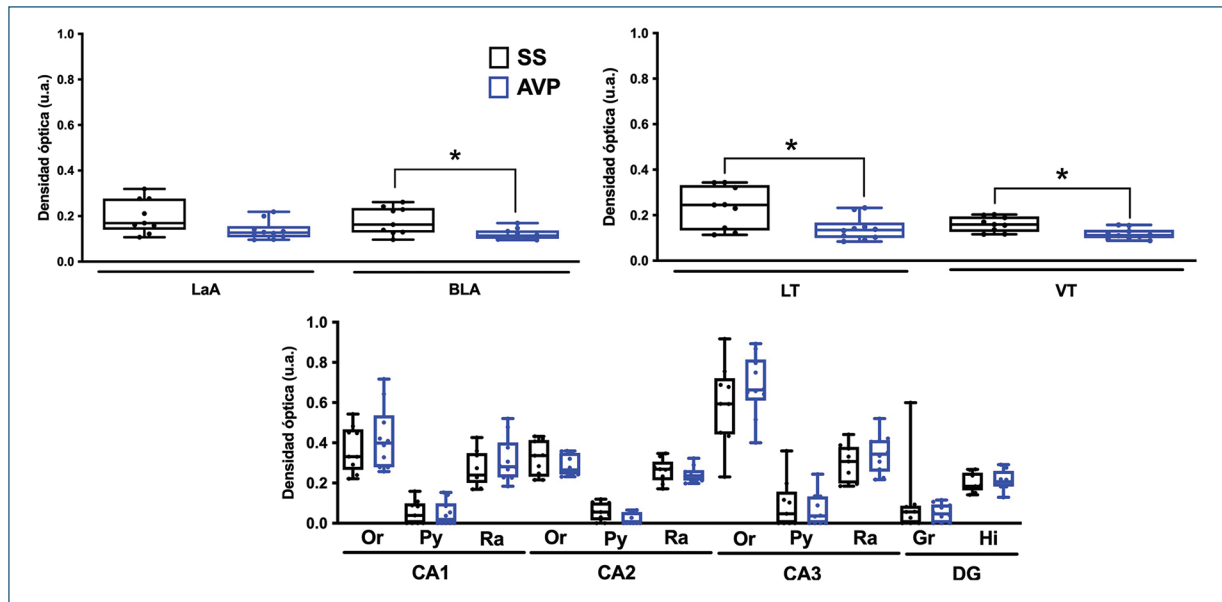 Densidad óptica (u.a.)
1.0
0.8
0.6
0.4
0.2
0.0
SS
AVP
*
LaA
BLA
Densidad óptica (u.a.)
1.0
0.8
0.6
0.4
0.2
0.0
*
*
LT
VT
Densidad óptica (u.a.)
1.0
0.8
0.6
0.4
0.2
0.0
Or Py Ra Or Py Ra Or Py Ra Gr Hi
CA1 CA2 CA3 DG